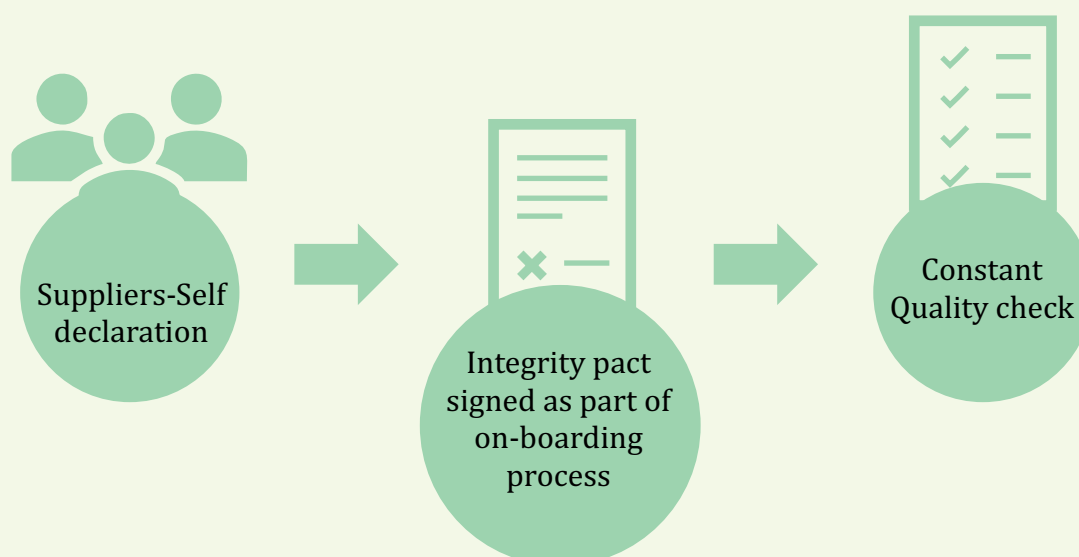 Suppliers-Self
declaration
Integrity pact
signed as part of
on-boarding
process
Constant
Quality check